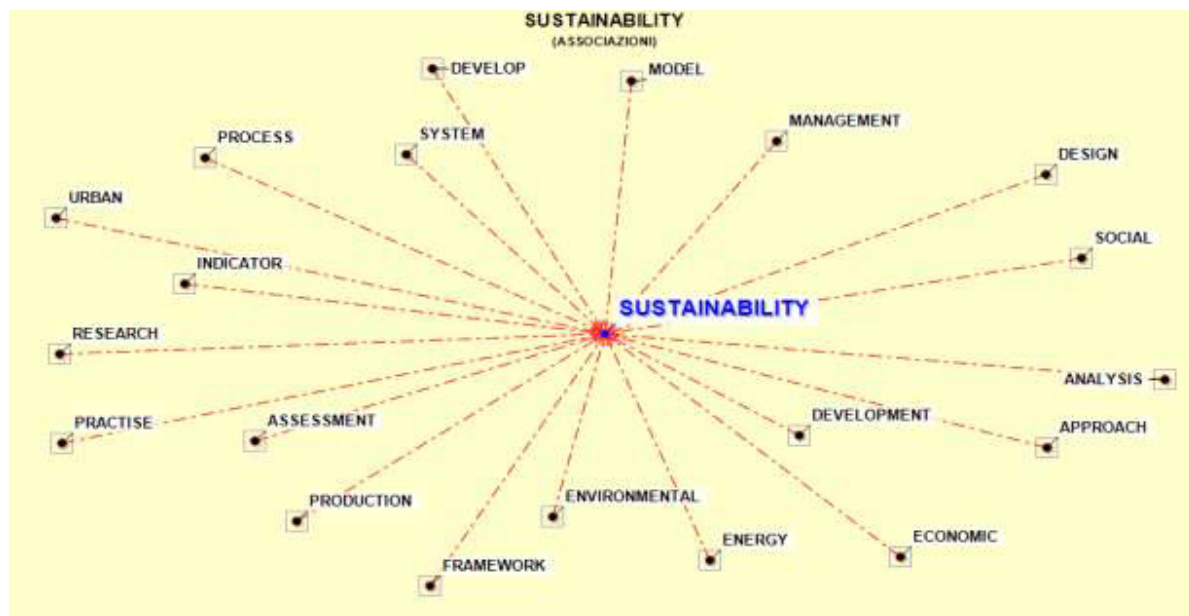 SUSTAINABILITY
(ASSOCIAZIONI)
DEVELOP
MODEL
MANAGEMENT
SYSTEM
PROCESS
DESIGN
URBAN
SOCIAL
INDICATOR
SUSTAINABILITY
RESEARCH
ANALYSIS
DEVELOPMENT
PRACTISE
ASSESSMENT
APPROACH
ENVIRONMENTAL
PRODUCTION
ECONOMIC
ENERGY
FRAMEWORK